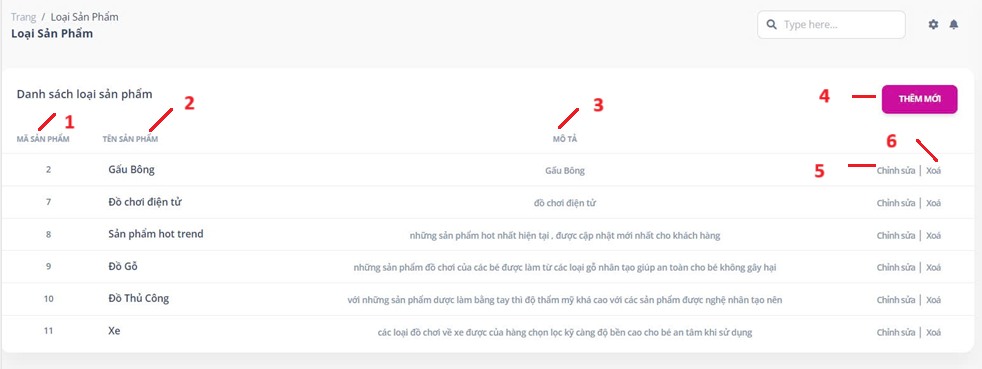 Trang / Loại Sản Phẩm
Loại Sản Phẩm
Type here...
Danh sách loại sản phẩm
THÊM MỚI
1
2
3
4
MÃ SẢN PHẨM TÊN SẢN PHẨM MÔ TẢ
5
6
2 Gấu Bông Gấu Bông Chỉnh sửa | Xoá
7 Đồ chơi điện tử đồ chơi điện tử Chỉnh sửa | Xoá
8 Sản phẩm hot trend những sản phẩm hot nhất hiện tại , được cập nhật mới nhất cho khách hàng Chỉnh sửa | Xoá
9 Đồ Gỗ những sản phẩm đồ chơi của các bé được làm từ các loại gỗ nhân tạo giúp an toàn cho bé không gây hại Chỉnh sửa | Xoá
10 Đồ Thủ Công với những sản phẩm dược làm bằng tay thì độ thẩm mỹ khá cao với các sản phẩm được nghệ nhân tạo nên Chỉnh sửa | Xoá
11 Xe các loại đồ chơi về xe được của hàng chọn lọc kỹ càng độ bền cao cho bé an tâm khi sử dụng Chỉnh sửa | Xoá